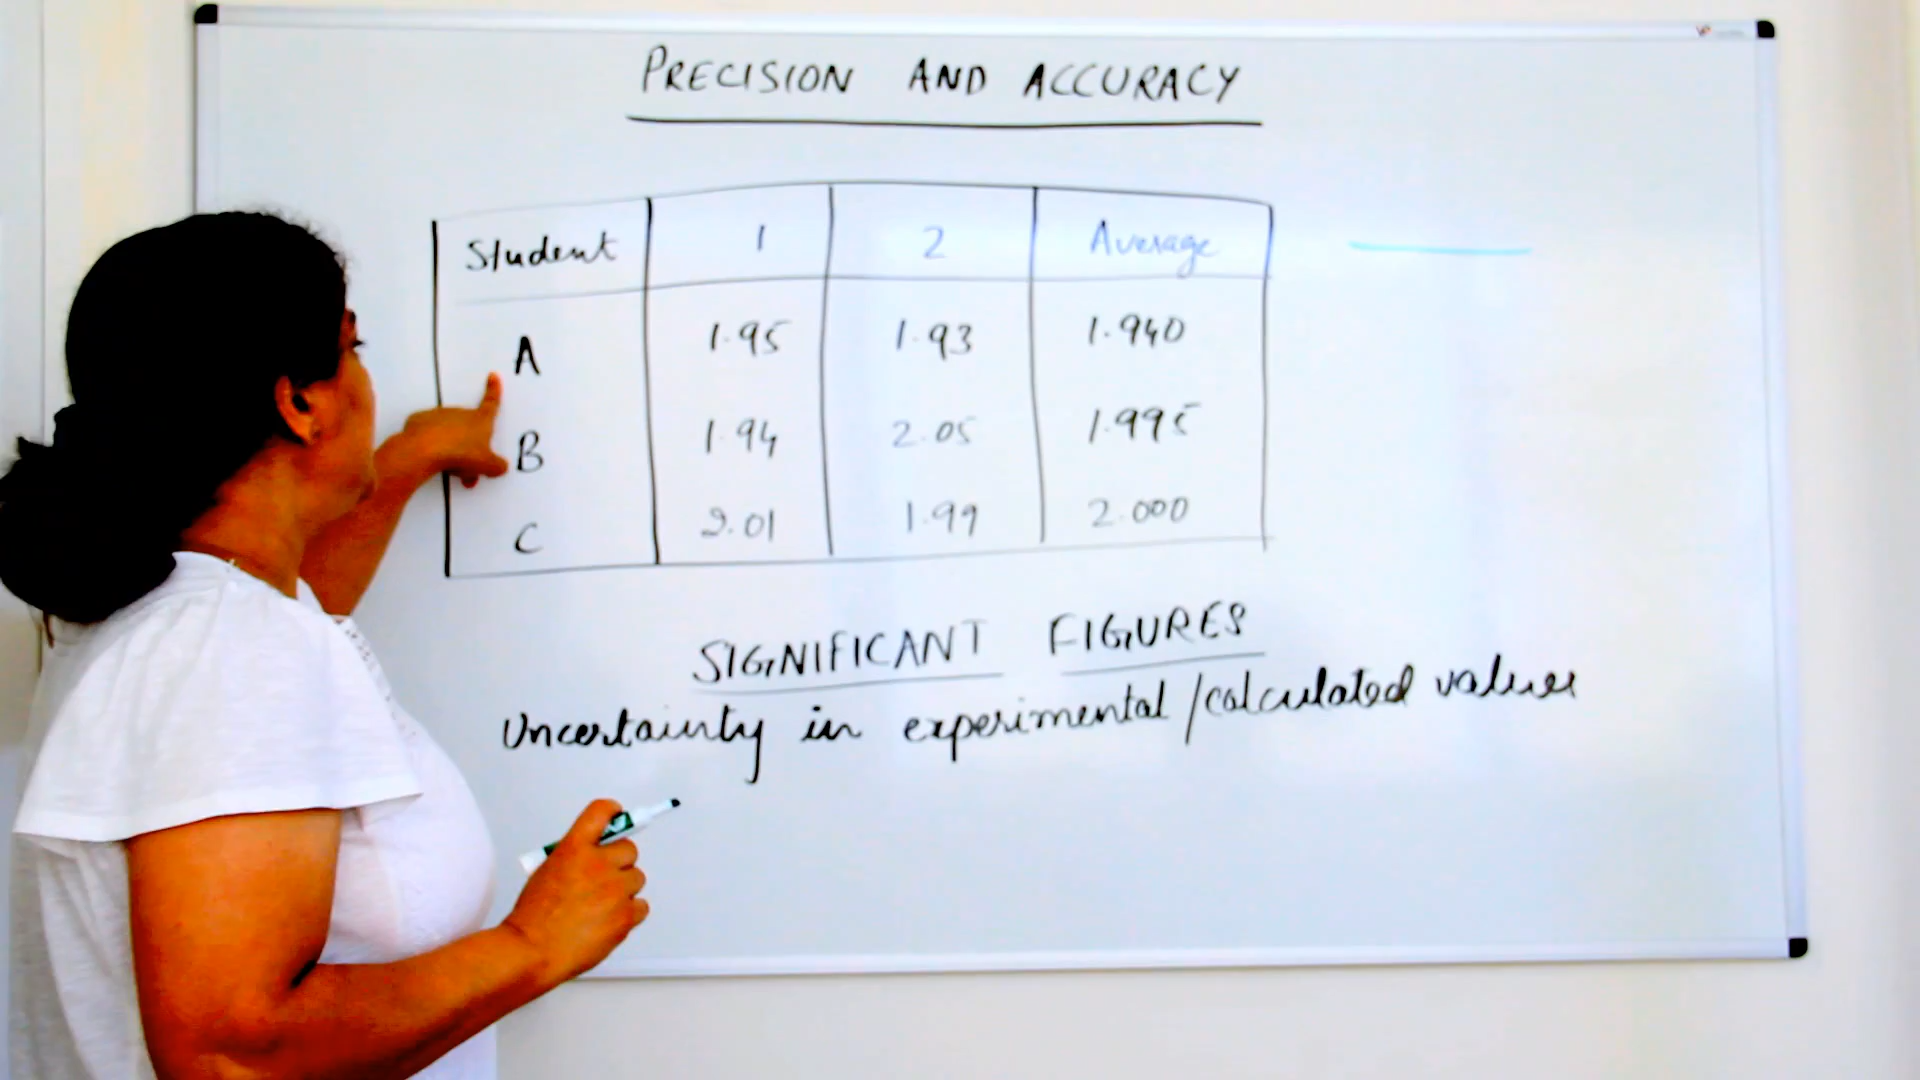 PRECISION AND ACCURACY
Student 1 2 Average
A 1.95 1.93 1.940
B 1.94 2.05 1.995
C 2.01 1.99 2.000
SIGNIFICANT FIGURES
Uncertainty in experimental/calculated values